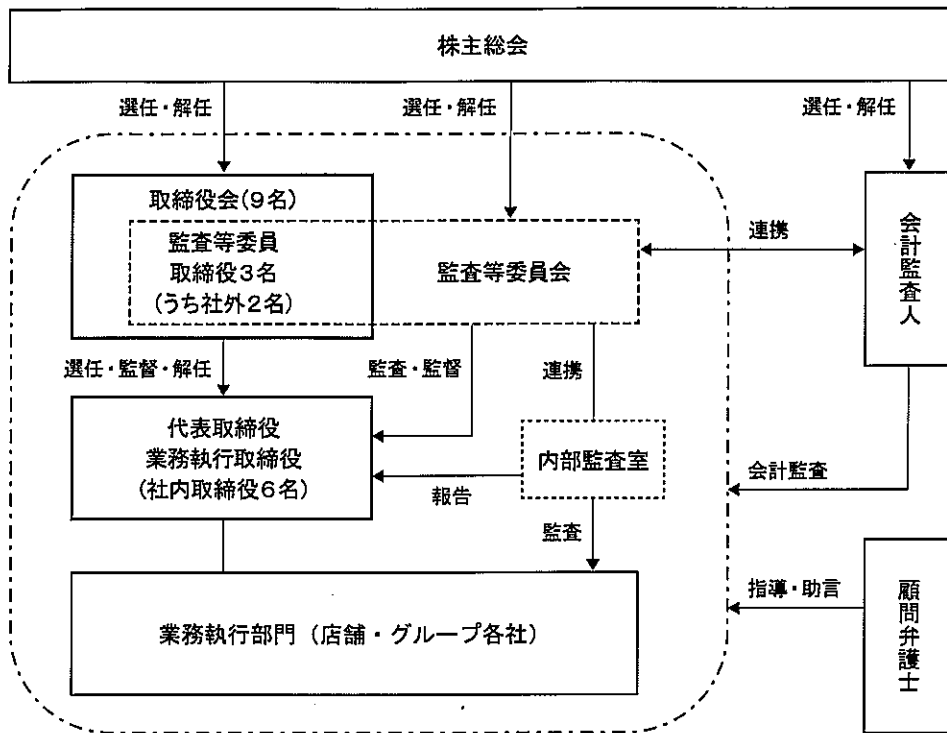 株主総会
選任・解任
選任・解任
選任・解任
取締役会(9名)
監査等委員
取締役3名
(うち社外2名)
監査等委員会
連携
会計監査人
選任・監督・解任
監査・監督
連携
代表取締役
業務執行取締役
(社内取締役6名)
内部監査室
報告
会計監査
監査
業務執行部門(店舗・グループ各社)
指導・助言
顧問弁護士